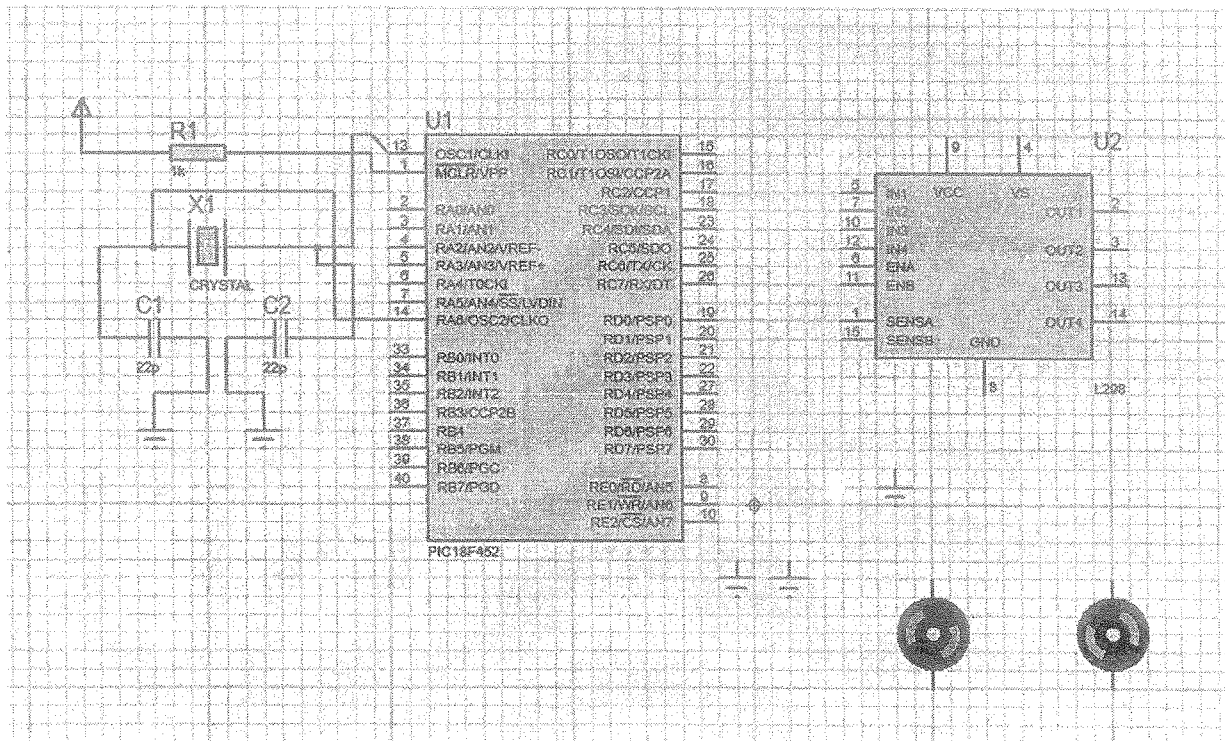 U1
U2
R1
1k
X1
CRYSTAL
C1
22p
C2
22p
13 OSC1/CLKI
1 MCLR/VPP
2 RA0/AN0
3 RA1/AN1
4 RA2/AN2/VREF-
5 RA3/AN3/VREF+
6 RA4/T0CKI
7 RA5/AN4/SS/LVDIN
14 RA6/OSC2/CLKO
33 RB0/INT0
34 RB1/INT1
35 RB2/INT2
36 RB3/CCP2B
37 RB4
38 RB5/PGM
39 RB6/PGC
40 RB7/PGD
RC0/T1OSO/T1CKI 15
RC1/T1OSI/CCP2A 16
RC2/CCP1 17
RC3/SCK/SCL 18
RC4/SDI/SDA 23
RC5/SDO 24
RC6/TX/CK 25
RC7/RX/DT 26
RD0/PSP0 19
RD1/PSP1 20
RD2/PSP2 21
RD3/PSP3 22
RD4/PSP4 27
RD5/PSP5 28
RD6/PSP6 29
RD7/PSP7 30
RE0/RD/AN5 8
RE1/WR/AN6 9
RE2/CS/AN7 10
PIC18F452
9 4
VCC VS
5 IN1
7 IN2
10 IN3
12 IN4
6 ENA
11 ENB
1 SENSA
15 SENSB
OUT1 2
OUT2 3
OUT3 13
OUT4 14
GND
8
L298